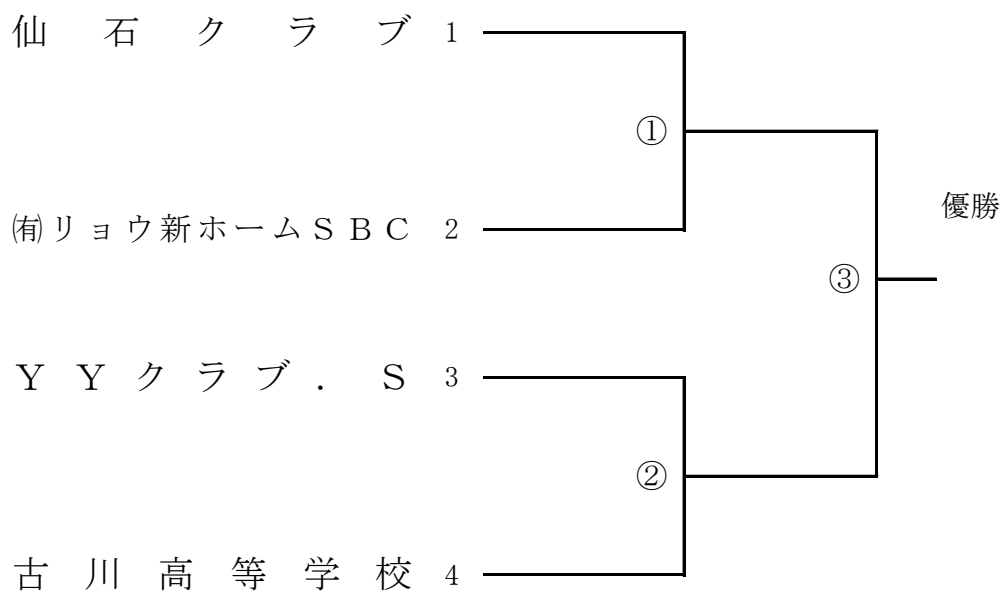 仙石クラブ 1
①
優勝
㈲リョウ新ホームSBC 2
③
YYクラブ.S 3
②
古川高等学校 4